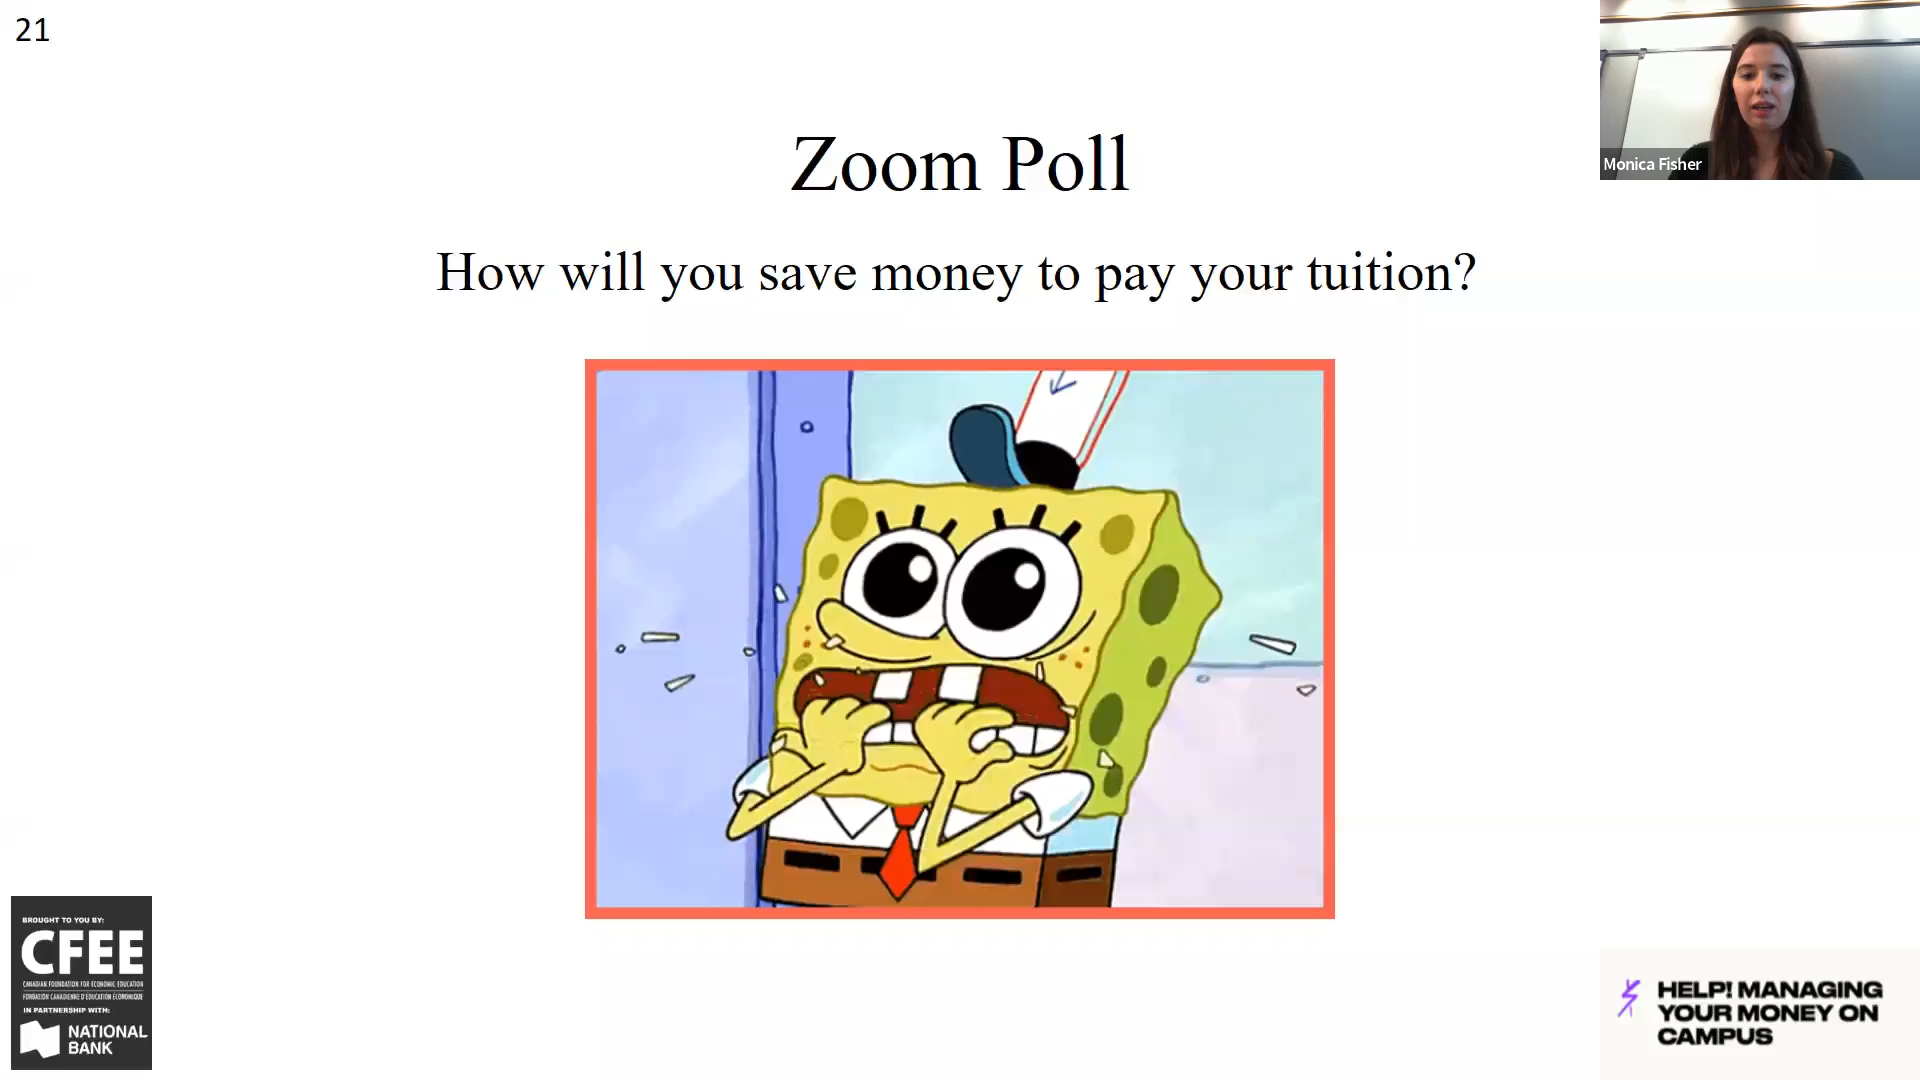 21
Monica Fisher
Zoom Poll
How will you save money to pay your tuition?
BROUGHT TO YOU BY:
CFEE
CANADIAN FOUNDATION FOR ECONOMIC EDUCATION
FONDATION CANADIENNE D'ÉDUCATION ÉCONOMIQUE
IN PARTNERSHIP WITH:
NATIONAL
BANK
HELP! MANAGING
YOUR MONEY ON
CAMPUS